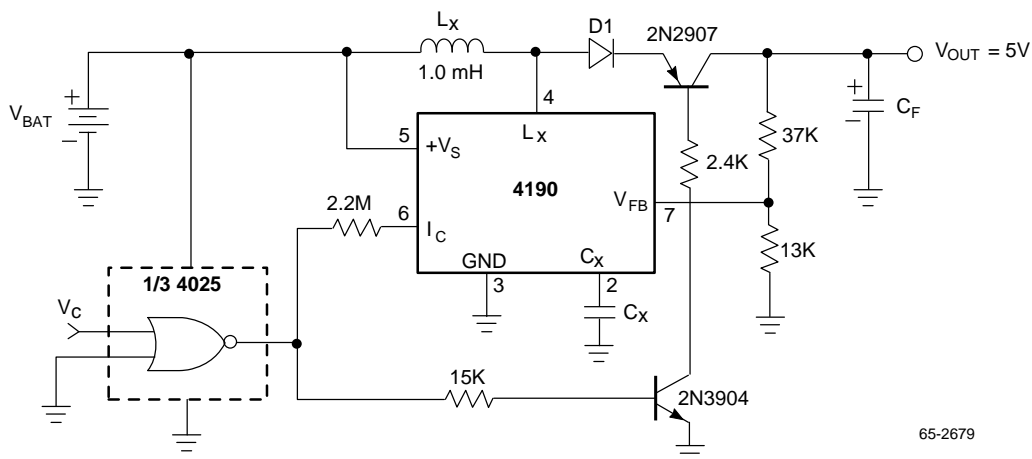 Lx
1.0 mH
D1
2N2907
VOUT = 5V
+
VBAT
–
4
Lx
5
+VS
4190
2.4K
37K
+
–
CF
2.2M
6
IC
VFB
7
13K
GND
3
Cx
2
Cx
1/3 4025
VC
15K
2N3904
65-2679